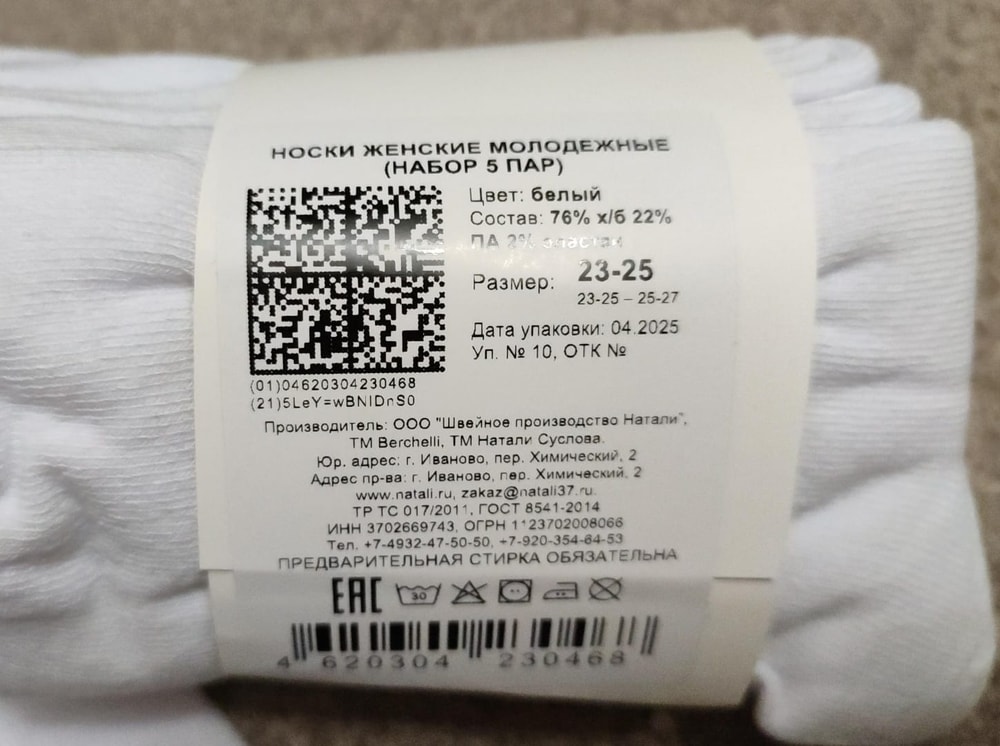 НОСКИ ЖЕНСКИЕ МОЛОДЕЖНЫЕ
(НАБОР 5 ПАР)
Цвет: белый
Состав: 76% х/б 22%
ПА 2% эластан
Размер: 23-25
23-25 – 25-27
Дата упаковки: 04.2025
Уп. № 10, ОТК №
(01)04620304230468
(21)5LeY=wBNIDnS0
Производитель: ООО "Швейное производство Натали",
ТМ Berchelli, ТМ Натали Суслова.
Юр. адрес: г. Иваново, пер. Химический, 2
Адрес пр-ва: г. Иваново, пер. Химический, 2
www.natali.ru, zakaz@natali37.ru.
ТР ТС 017/2011, ГОСТ 8541-2014
ИНН 3702669743, ОГРН 1123702008066
Тел. +7-4932-47-50-50, +7-920-354-64-53
ПРЕДВАРИТЕЛЬНАЯ СТИРКА ОБЯЗАТЕЛЬНА
EAC 30
4 620304 230468